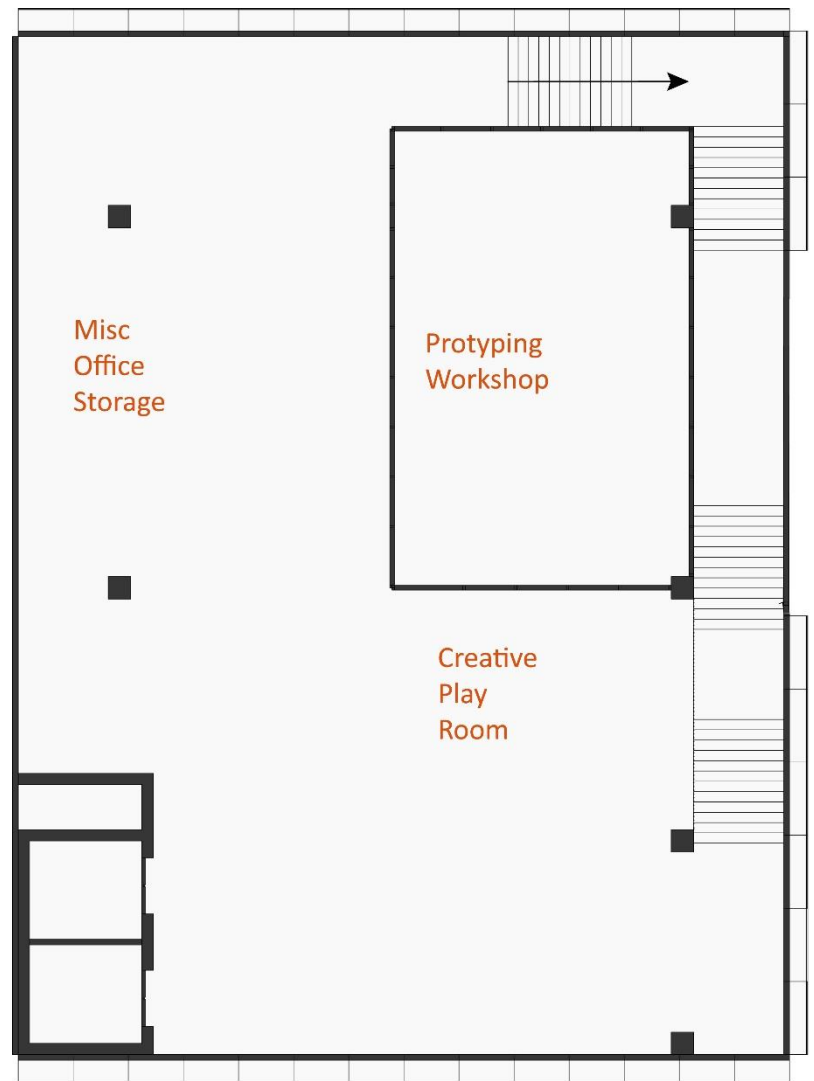 Misc
Office
Storage
Protyping
Workshop
Creative
Play
Room